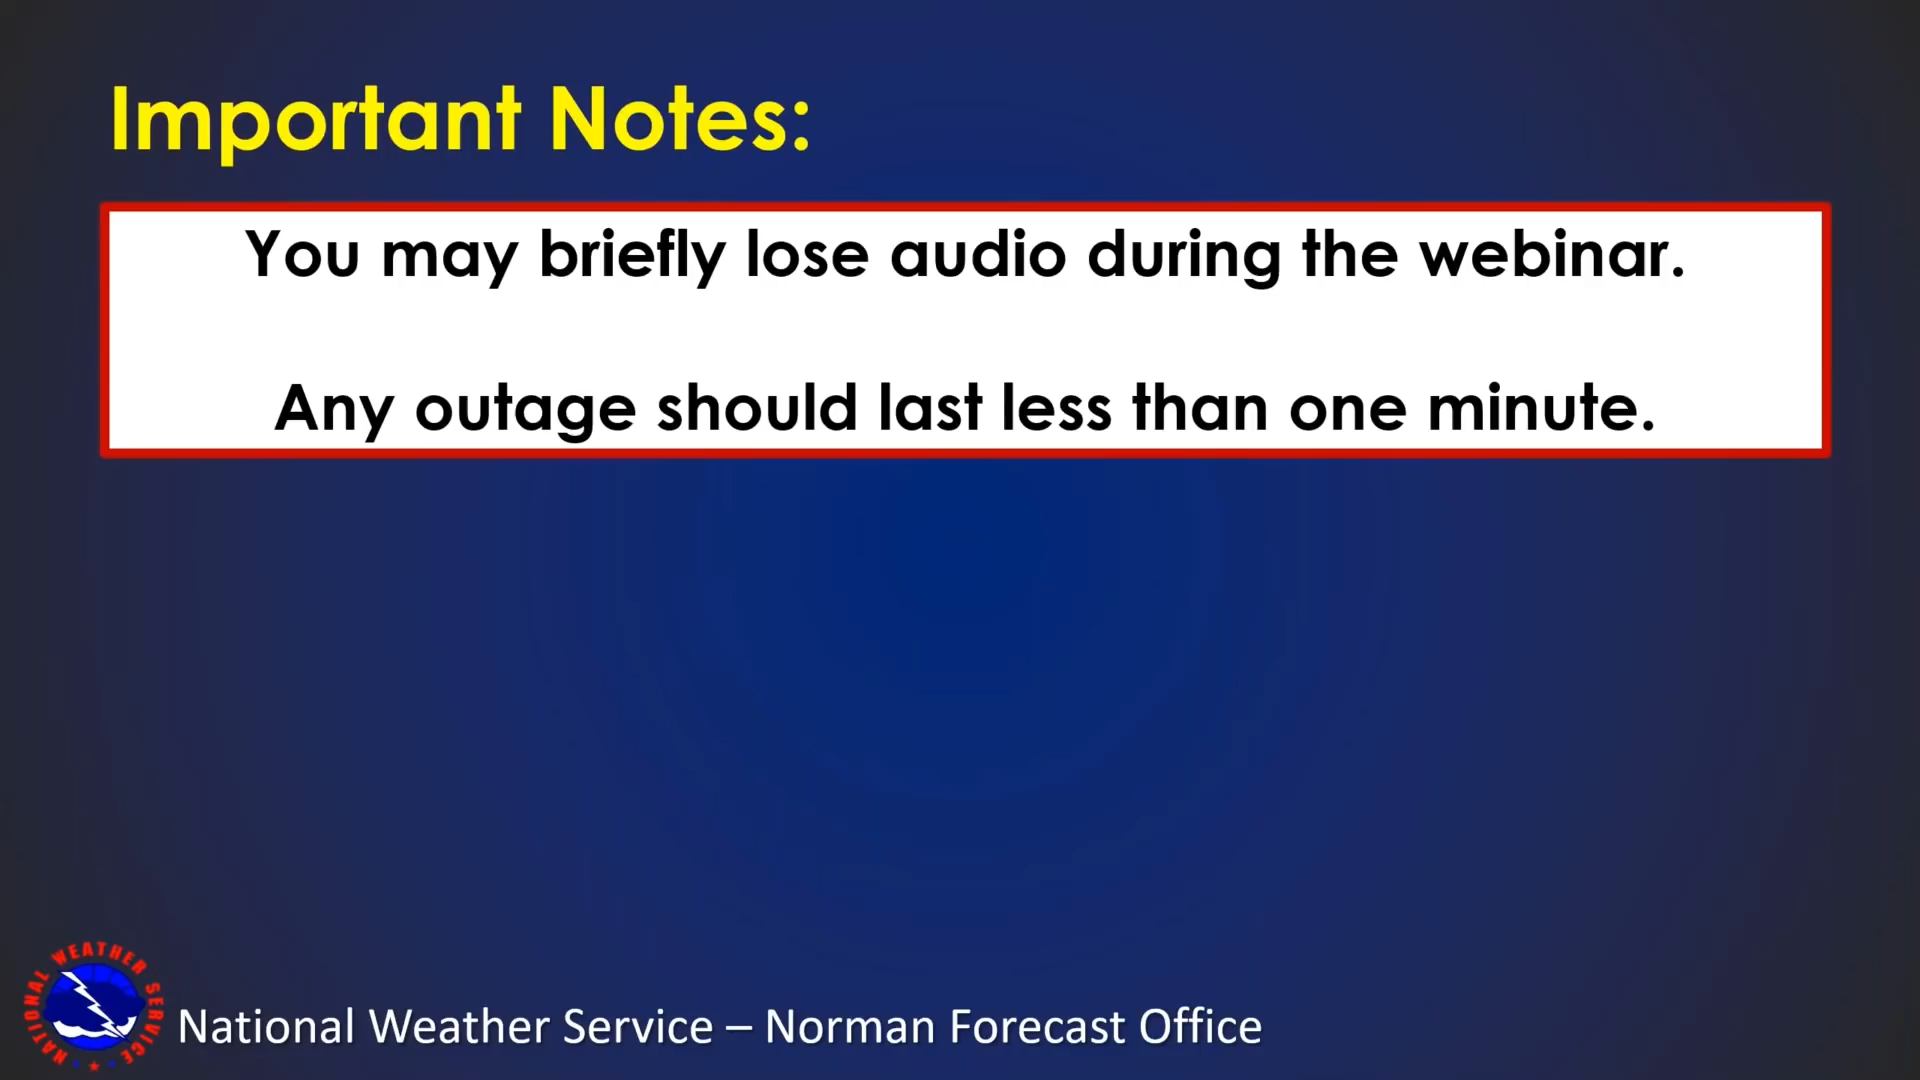 Important Notes:
You may briefly lose audio during the webinar.
Any outage should last less than one minute.
NATIONAL WEATHER SERVICE
National Weather Service – Norman Forecast Office